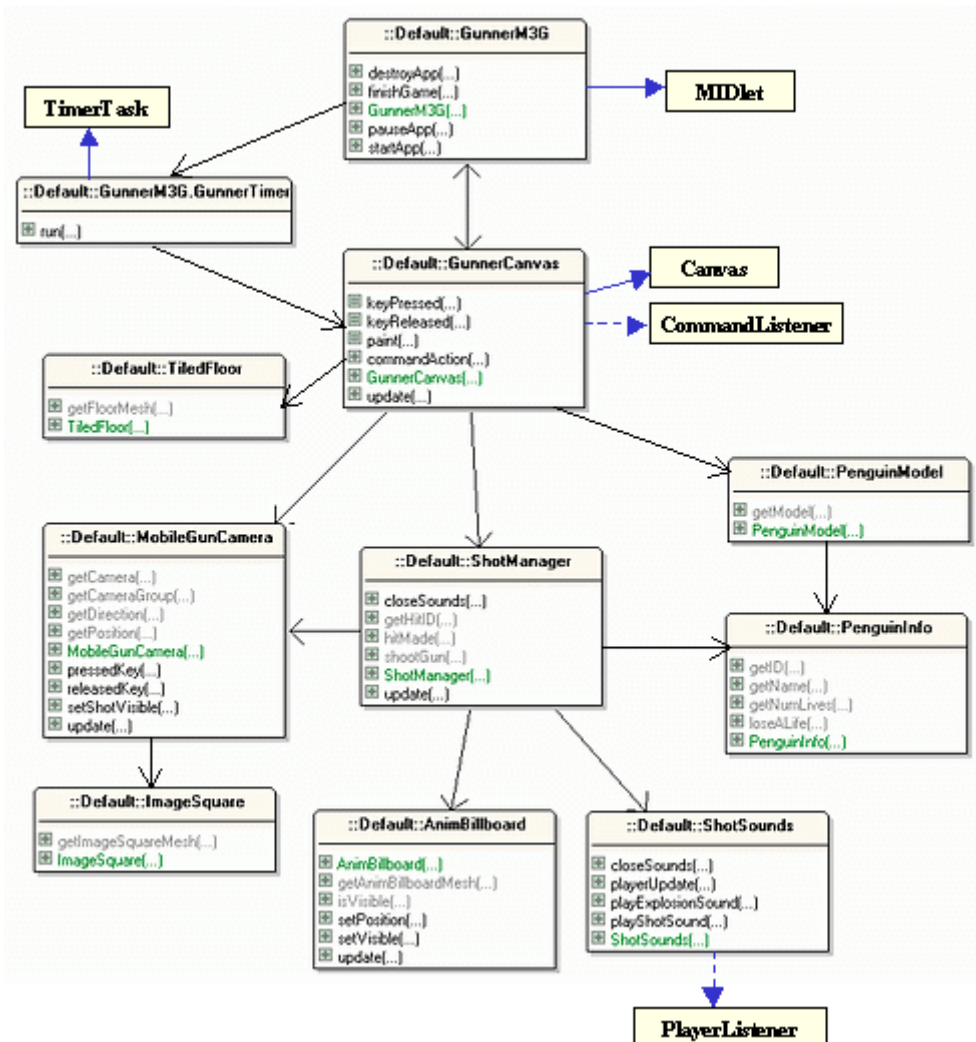 ::Default::GunnerM3G
destroyApp(...)
finishGame(...)
GunnerM3G(...)
pauseApp(...)
startApp(...)
MIDlet
TimerTask
::Default::GunnerM3G.GunnerTimer
run(...)
::Default::GunnerCanvas
keyPressed(...)
keyReleased(...)
paint(...)
commandAction(...)
GunnerCanvas(...)
update(...)
Canvas
CommandListener
::Default::TiledFloor
getFloorMesh(...)
TiledFloor(...)
::Default::PenguinModel
getModel(...)
PenguinModel(...)
::Default::MobileGunCamera
getCamera(...)
getCameraGroup(...)
getDirection(...)
getPosition(...)
MobileGunCamera(...)
pressedKey(...)
releasedKey(...)
setShotVisible(...)
update(...)
::Default::ShotManager
closeSounds(...)
getHitID(...)
hitMade(...)
shootGun(...)
ShotManager(...)
update(...)
::Default::PenguinInfo
getID(...)
getName(...)
getNumLives(...)
loseALife(...)
PenguinInfo(...)
::Default::ImageSquare
getImageSquareMesh(...)
ImageSquare(...)
::Default::AnimBillboard
AnimBillboard(...)
getAnimBillboardMesh(...)
isVisible(...)
setPosition(...)
setVisible(...)
update(...)
::Default::ShotSounds
closeSounds(...)
playerUpdate(...)
playExplosionSound(...)
playShotSound(...)
ShotSounds(...)
PlayerListener